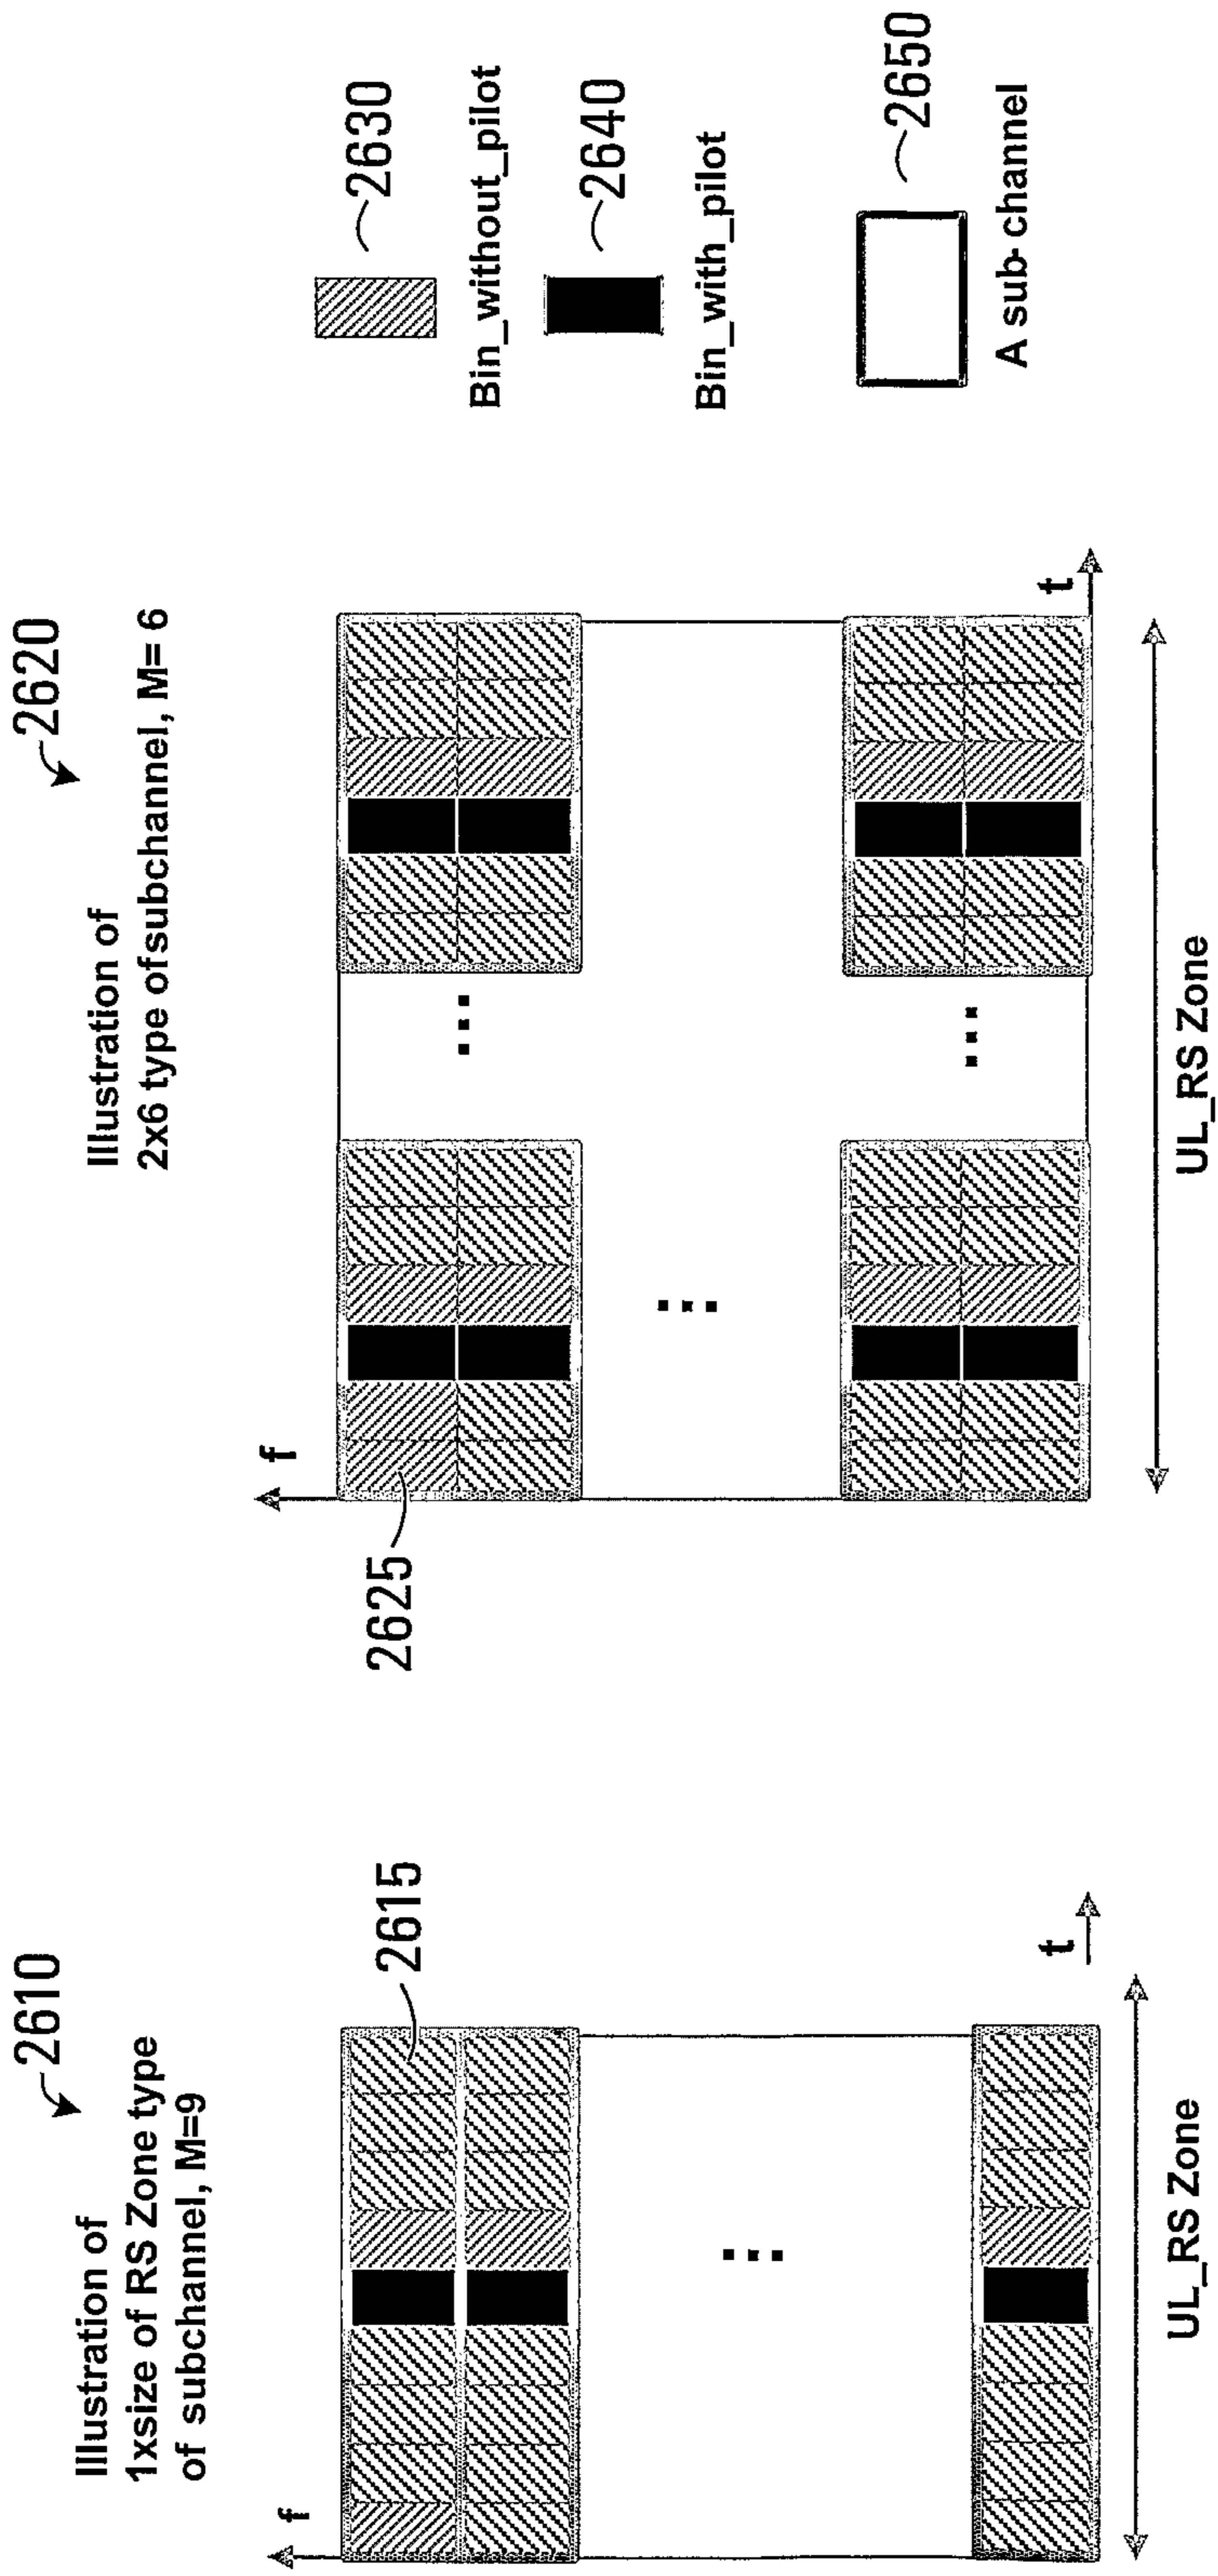 2610
Illustration of
1xsize of RS Zone type
of subchannel, M=9
f
2615
...
t
UL_RS Zone
2620
Illustration of
2x6 type of subchannel, M= 6
f
2625
...
...
...
t
UL_RS Zone
2630
Bin_without_pilot
2640
Bin_with_pilot
2650
A sub-channel